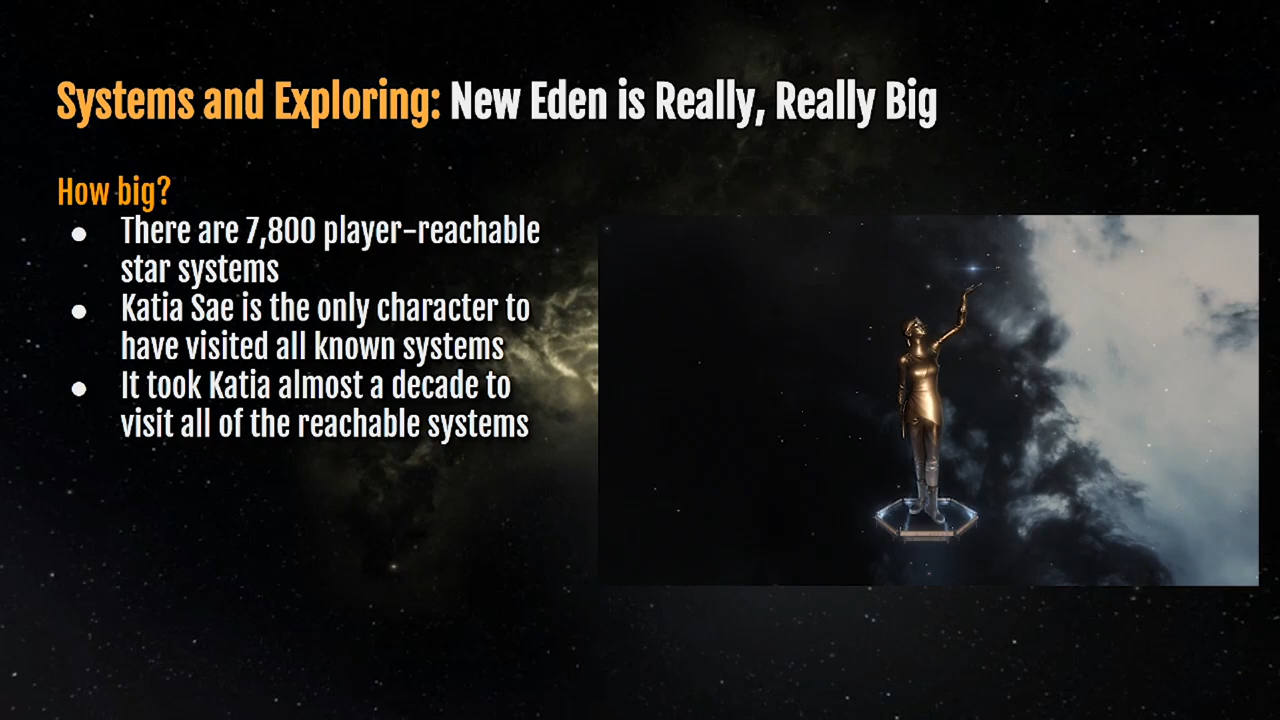 Systems and Exploring: New Eden is Really, Really Big
How big?
● There are 7,800 player-reachable
star systems
● Katia Sae is the only character to
have visited all known systems
● It took Katia almost a decade to
visit all of the reachable systems